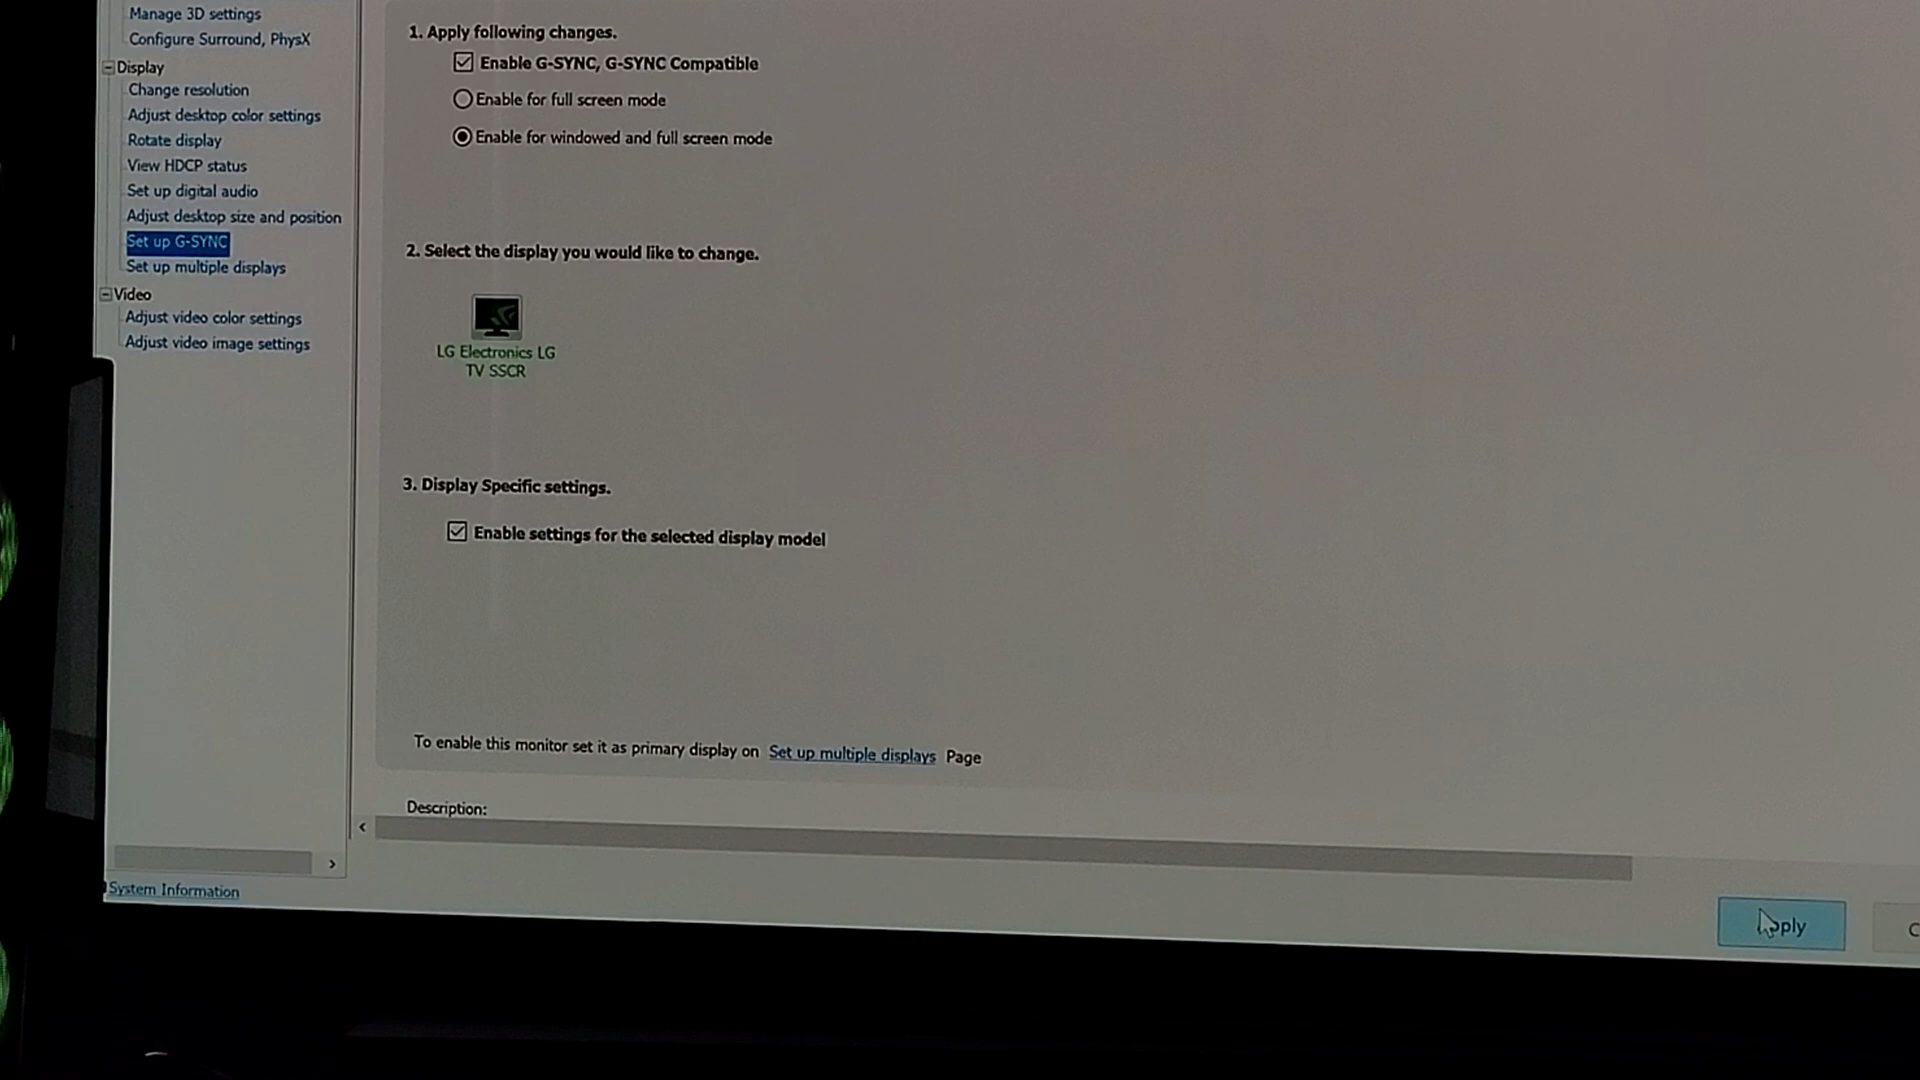 Manage 3D settings
Configure Surround, PhysX
Display
Change resolution
Adjust desktop color settings
Rotate display
View HDCP status
Set up digital audio
Adjust desktop size and position
Set up G-SYNC
Set up multiple displays
Video
Adjust video color settings
Adjust video image settings
System Information
1. Apply following changes.
Enable G-SYNC, G-SYNC Compatible
Enable for full screen mode
Enable for windowed and full screen mode
2. Select the display you would like to change.
LG Electronics LG
TV SSCR
3. Display Specific settings.
Enable settings for the selected display model
To enable this monitor set it as primary display on Set up multiple displays Page
Description:
Apply